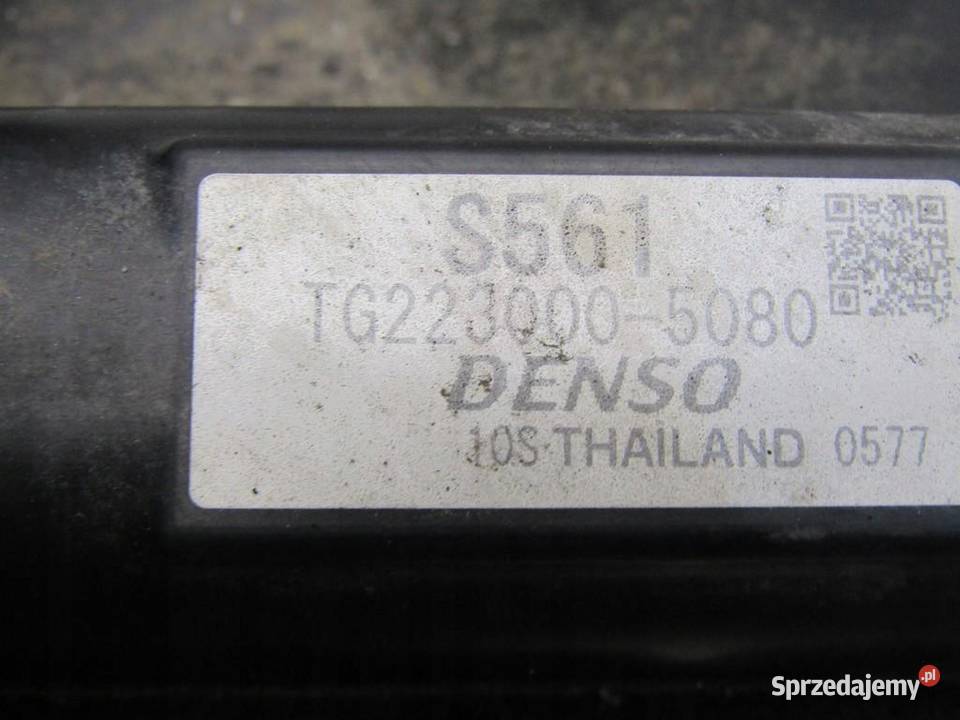 S561
TG223000-5080
DENSO
10S THAILAND 0577
Sprzedajemy.pl